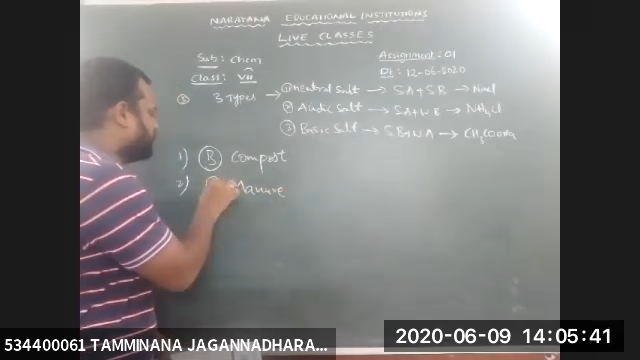 NARAYANA EDUCATIONAL INSTITUTIONS
LIVE CLASSES
Sub: Chem
Assignment: 01
Class: VII
Dt: 12-06-2020
3 Types → ① Neutral Salt → SA + SB → NaCl
② Acidic Salt → SA + WB → NH4Cl
③ Basic Salt → SB + WA → CH3COONa
1) B Compost
2) Manure
534400061 TAMMINANA JAGANNADHARA...
2020-06-09 14:05:41